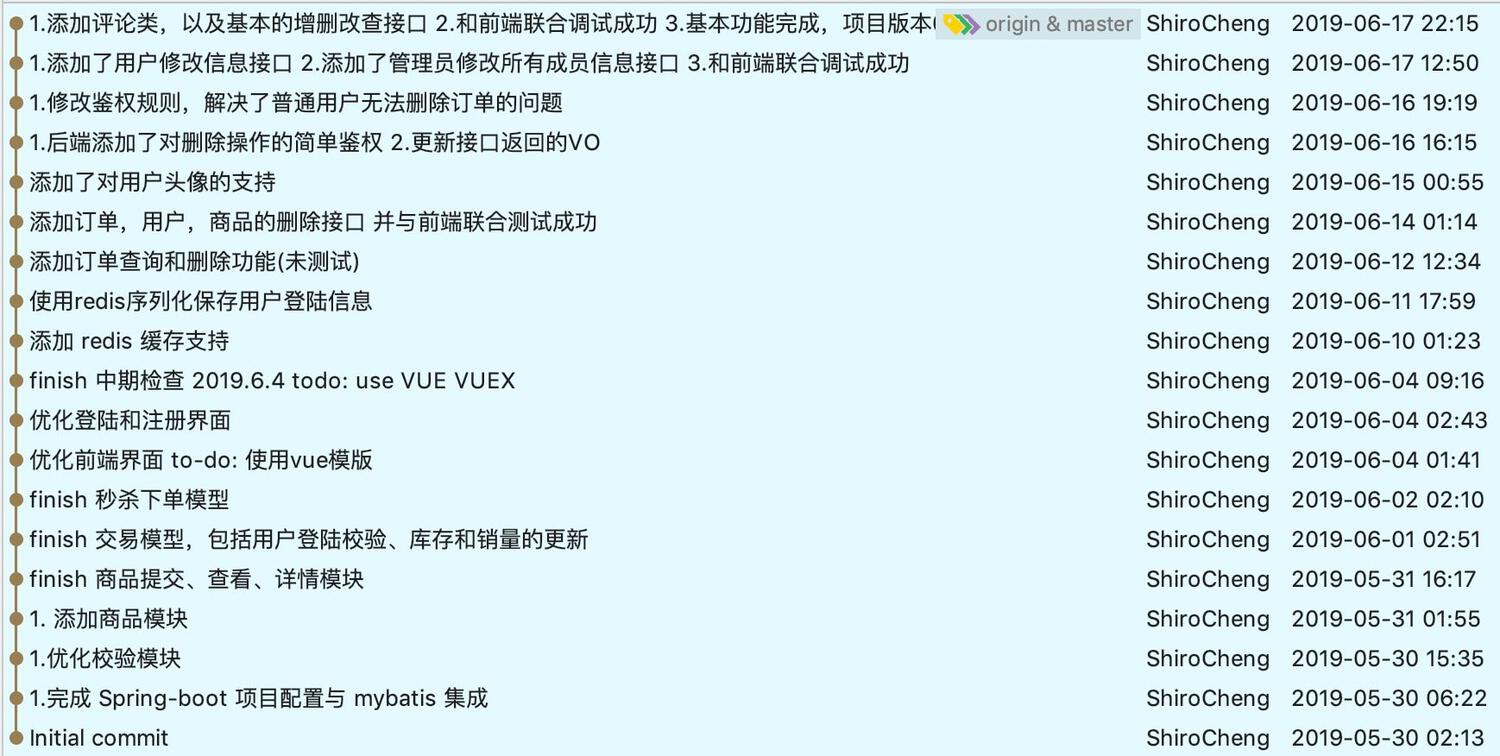 1.添加评论类，以及基本的增删改查接口 2.和前端联合调试成功 3.基本功能完成，项目版本 origin & master ShiroCheng 2019-06-17 22:15
1.添加了用户修改信息接口 2.添加了管理员修改所有成员信息接口 3.和前端联合调试成功 ShiroCheng 2019-06-17 12:50
1.修改鉴权规则，解决了普通用户无法删除订单的问题 ShiroCheng 2019-06-16 19:19
1.后端添加了对删除操作的简单鉴权 2.更新接口返回的VO ShiroCheng 2019-06-16 16:15
添加了对用户头像的支持 ShiroCheng 2019-06-15 00:55
添加订单，用户，商品的删除接口 并与前端联合测试成功 ShiroCheng 2019-06-14 01:14
添加订单查询和删除功能(未测试) ShiroCheng 2019-06-12 12:34
使用redis序列化保存用户登陆信息 ShiroCheng 2019-06-11 17:59
添加 redis 缓存支持 ShiroCheng 2019-06-10 01:23
finish 中期检查 2019.6.4 todo: use VUE VUEX ShiroCheng 2019-06-04 09:16
优化登陆和注册界面 ShiroCheng 2019-06-04 02:43
优化前端界面 to-do: 使用vue模版 ShiroCheng 2019-06-04 01:41
finish 秒杀下单模型 ShiroCheng 2019-06-02 02:10
finish 交易模型，包括用户登陆校验、库存和销量的更新 ShiroCheng 2019-06-01 02:51
finish 商品提交、查看、详情模块 ShiroCheng 2019-05-31 16:17
1. 添加商品模块 ShiroCheng 2019-05-31 01:55
1.优化校验模块 ShiroCheng 2019-05-30 15:35
1.完成 Spring-boot 项目配置与 mybatis 集成 ShiroCheng 2019-05-30 06:22
Initial commit ShiroCheng 2019-05-30 02:13